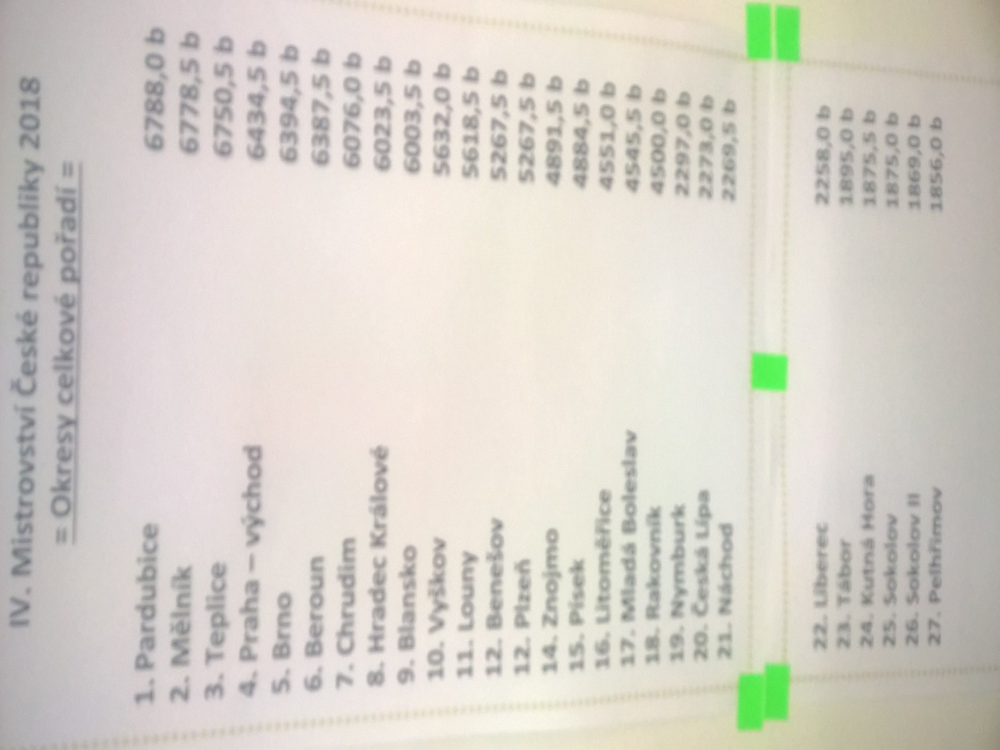 IV. Mistrovství České republiky 2018
= Okresy celkové pořadí =
1. Pardubice 6788,0 b
2. Mělník 6778,5 b
3. Teplice 6750,5 b
4. Praha – východ 6434,5 b
5. Brno 6394,5 b
6. Beroun 6387,5 b
7. Chrudim 6076,0 b
8. Hradec Králové 6023,5 b
9. Blansko 6003,5 b
10. Vyškov 5632,0 b
11. Louny 5618,5 b
12. Benešov 5267,5 b
12. Plzeň 5267,5 b
14. Znojmo 4891,5 b
15. Písek 4884,5 b
16. Litoměřice 4551,0 b
17. Mladá Boleslav 4545,5 b
18. Rakovník 4500,0 b
19. Nymburk 2297,0 b
20. Česká Lípa 2273,0 b
21. Náchod 2269,5 b
22. Liberec 2258,0 b
23. Tábor 1895,0 b
24. Kutná Hora 1875,5 b
25. Sokolov 1875,0 b
26. Sokolov II 1869,0 b
27. Pelhřimov 1856,0 b